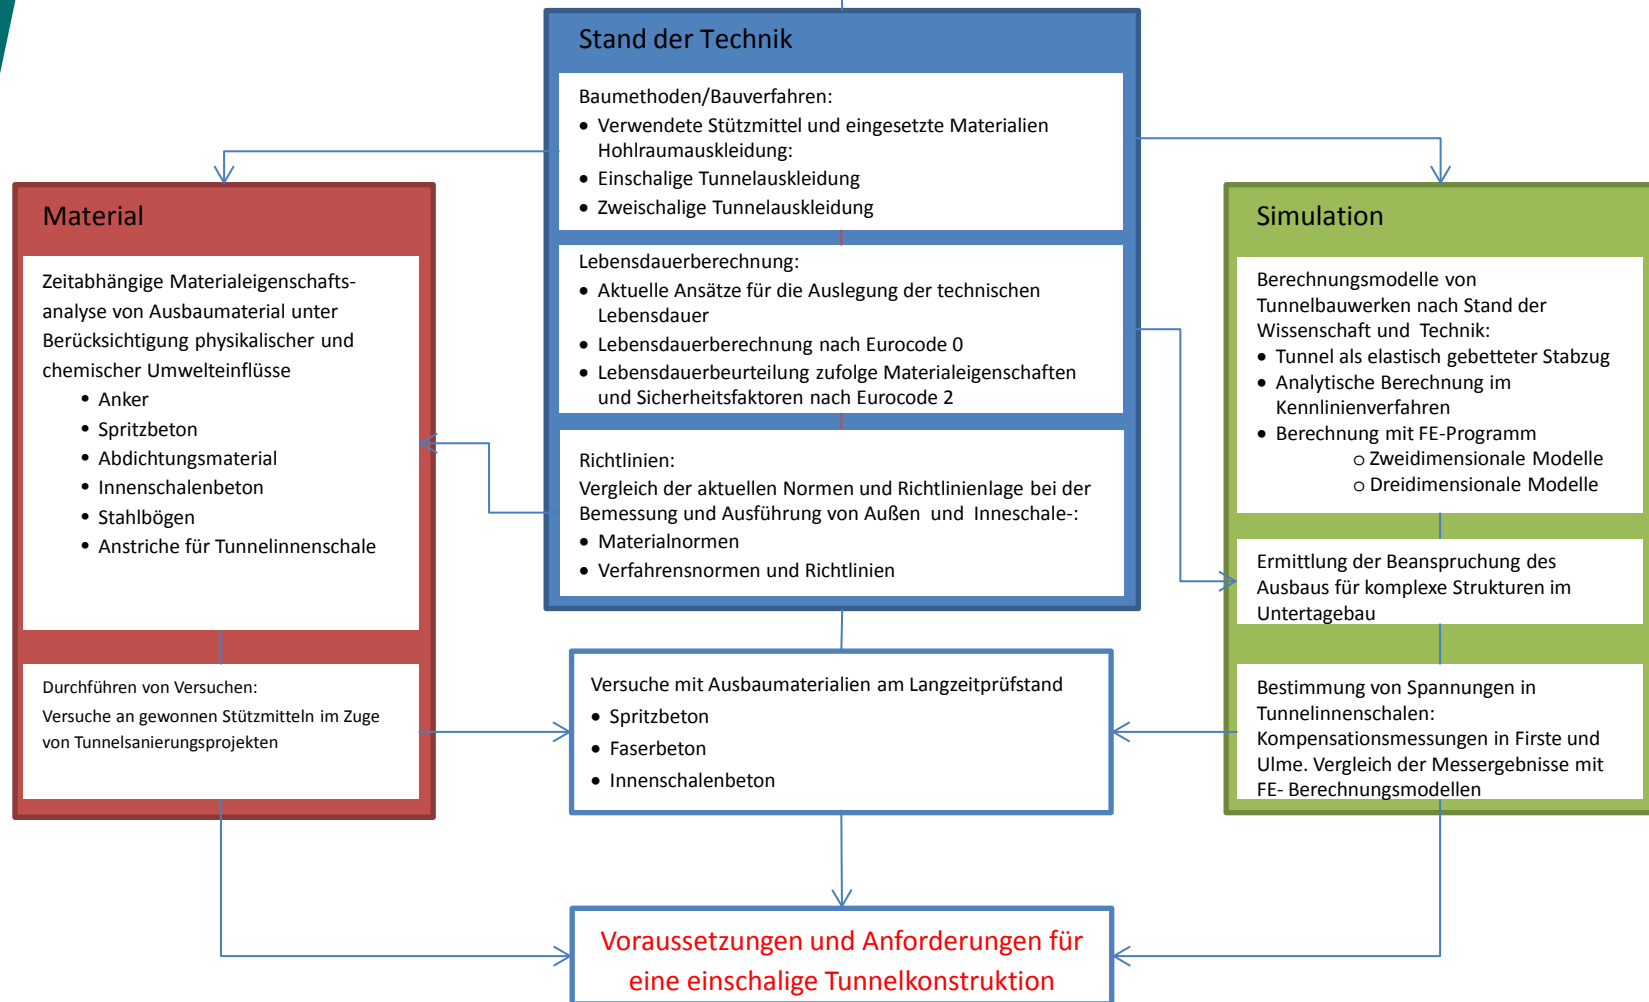 Stand der Technik
Baumethoden/Bauverfahren:
• Verwendete Stützmittel und eingesetzte Materialien
Hohlraumauskleidung:
• Einschalige Tunnelauskleidung
• Zweischalige Tunnelauskleidung
Lebensdauerberechnung:
• Aktuelle Ansätze für die Auslegung der technischen
Lebensdauer
• Lebensdauerberechnung nach Eurocode 0
• Lebensdauerbeurteilung zufolge Materialeigenschaften
und Sicherheitsfaktoren nach Eurocode 2
Richtlinien:
Vergleich der aktuellen Normen und Richtlinienlage bei der
Bemessung und Ausführung von Außen und Inneschale-:
• Materialnormen
• Verfahrensnormen und Richtlinien
Material
Zeitabhängige Materialeigenschafts-
analyse von Ausbaumaterial unter
Berücksichtigung physikalischer und
chemischer Umwelteinflüsse
• Anker
• Spritzbeton
• Abdichtungsmaterial
• Innenschalenbeton
• Stahlbögen
• Anstriche für Tunnelinnenschale
Durchführen von Versuchen:
Versuche an gewonnen Stützmitteln im Zuge
von Tunnelsanierungsprojekten
Simulation
Berechnungsmodelle von
Tunnelbauwerken nach Stand der
Wissenschaft und Technik:
• Tunnel als elastisch gebetteter Stabzug
• Analytische Berechnung im
Kennlinienverfahren
• Berechnung mit FE-Programm
o Zweidimensionale Modelle
o Dreidimensionale Modelle
Ermittlung der Beanspruchung des
Ausbaus für komplexe Strukturen im
Untertagebau
Bestimmung von Spannungen in
Tunnelinnenschalen:
Kompensationsmessungen in Firste und
Ulme. Vergleich der Messergebnisse mit
FE- Berechnungsmodellen
Versuche mit Ausbaumaterialien am Langzeitprüfstand
• Spritzbeton
• Faserbeton
• Innenschalenbeton
Voraussetzungen und Anforderungen für
eine einschalige Tunnelkonstruktion